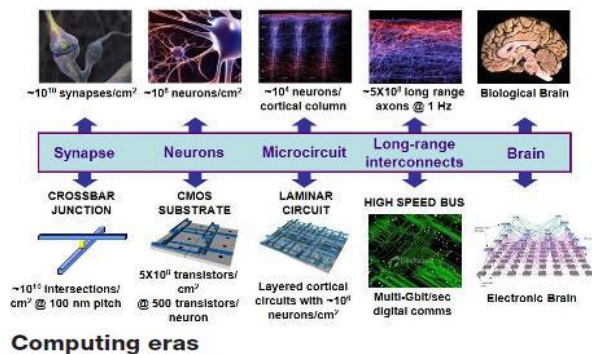 ~10¹⁰ synapses/cm²
~10⁶ neurons/cm²
~10⁴ neurons/
cortical column
~5X10⁸ long range
axons @ 1 Hz
Biological Brain
Synapse
Neurons
Microcircuit
Long-range
interconnects
Brain
CROSSBAR
JUNCTION
~10¹⁰ intersections/
cm² @ 100 nm pitch
CMOS
SUBSTRATE
5X10⁸ transistors/
cm²
@ 500 transistors/
neuron
LAMINAR
CIRCUIT
Layered cortical
circuits with ~10⁶
neurons/cm²
HIGH SPEED BUS
Multi-Gbit/sec
digital comms
Electronic Brain
Computing eras